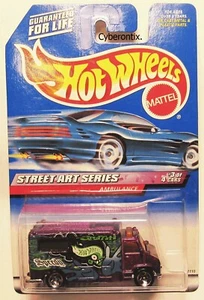 GUARANTEED
FOR LIFE
Cyberontix.
Hot Wheels
MATTEL
STREET ART SERIES
#3 of
4 CARS
AMBULANCE